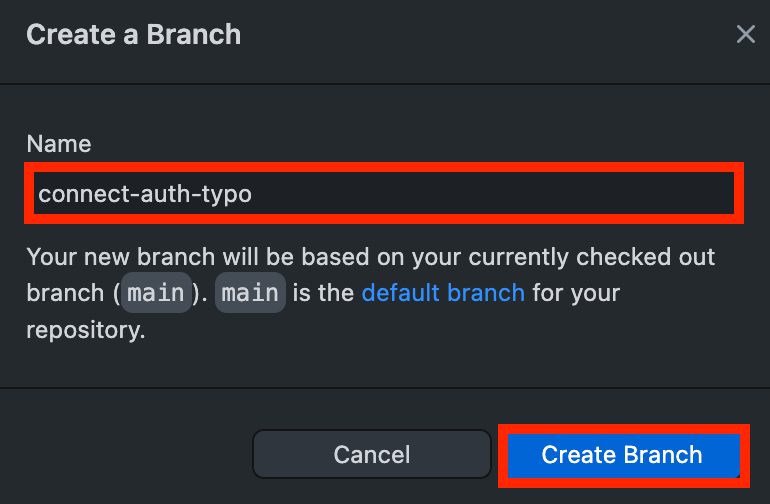 Create a Branch
Name
connect-auth-typo
Your new branch will be based on your currently checked out
branch (main). main is the default branch for your
repository.
Cancel
Create Branch